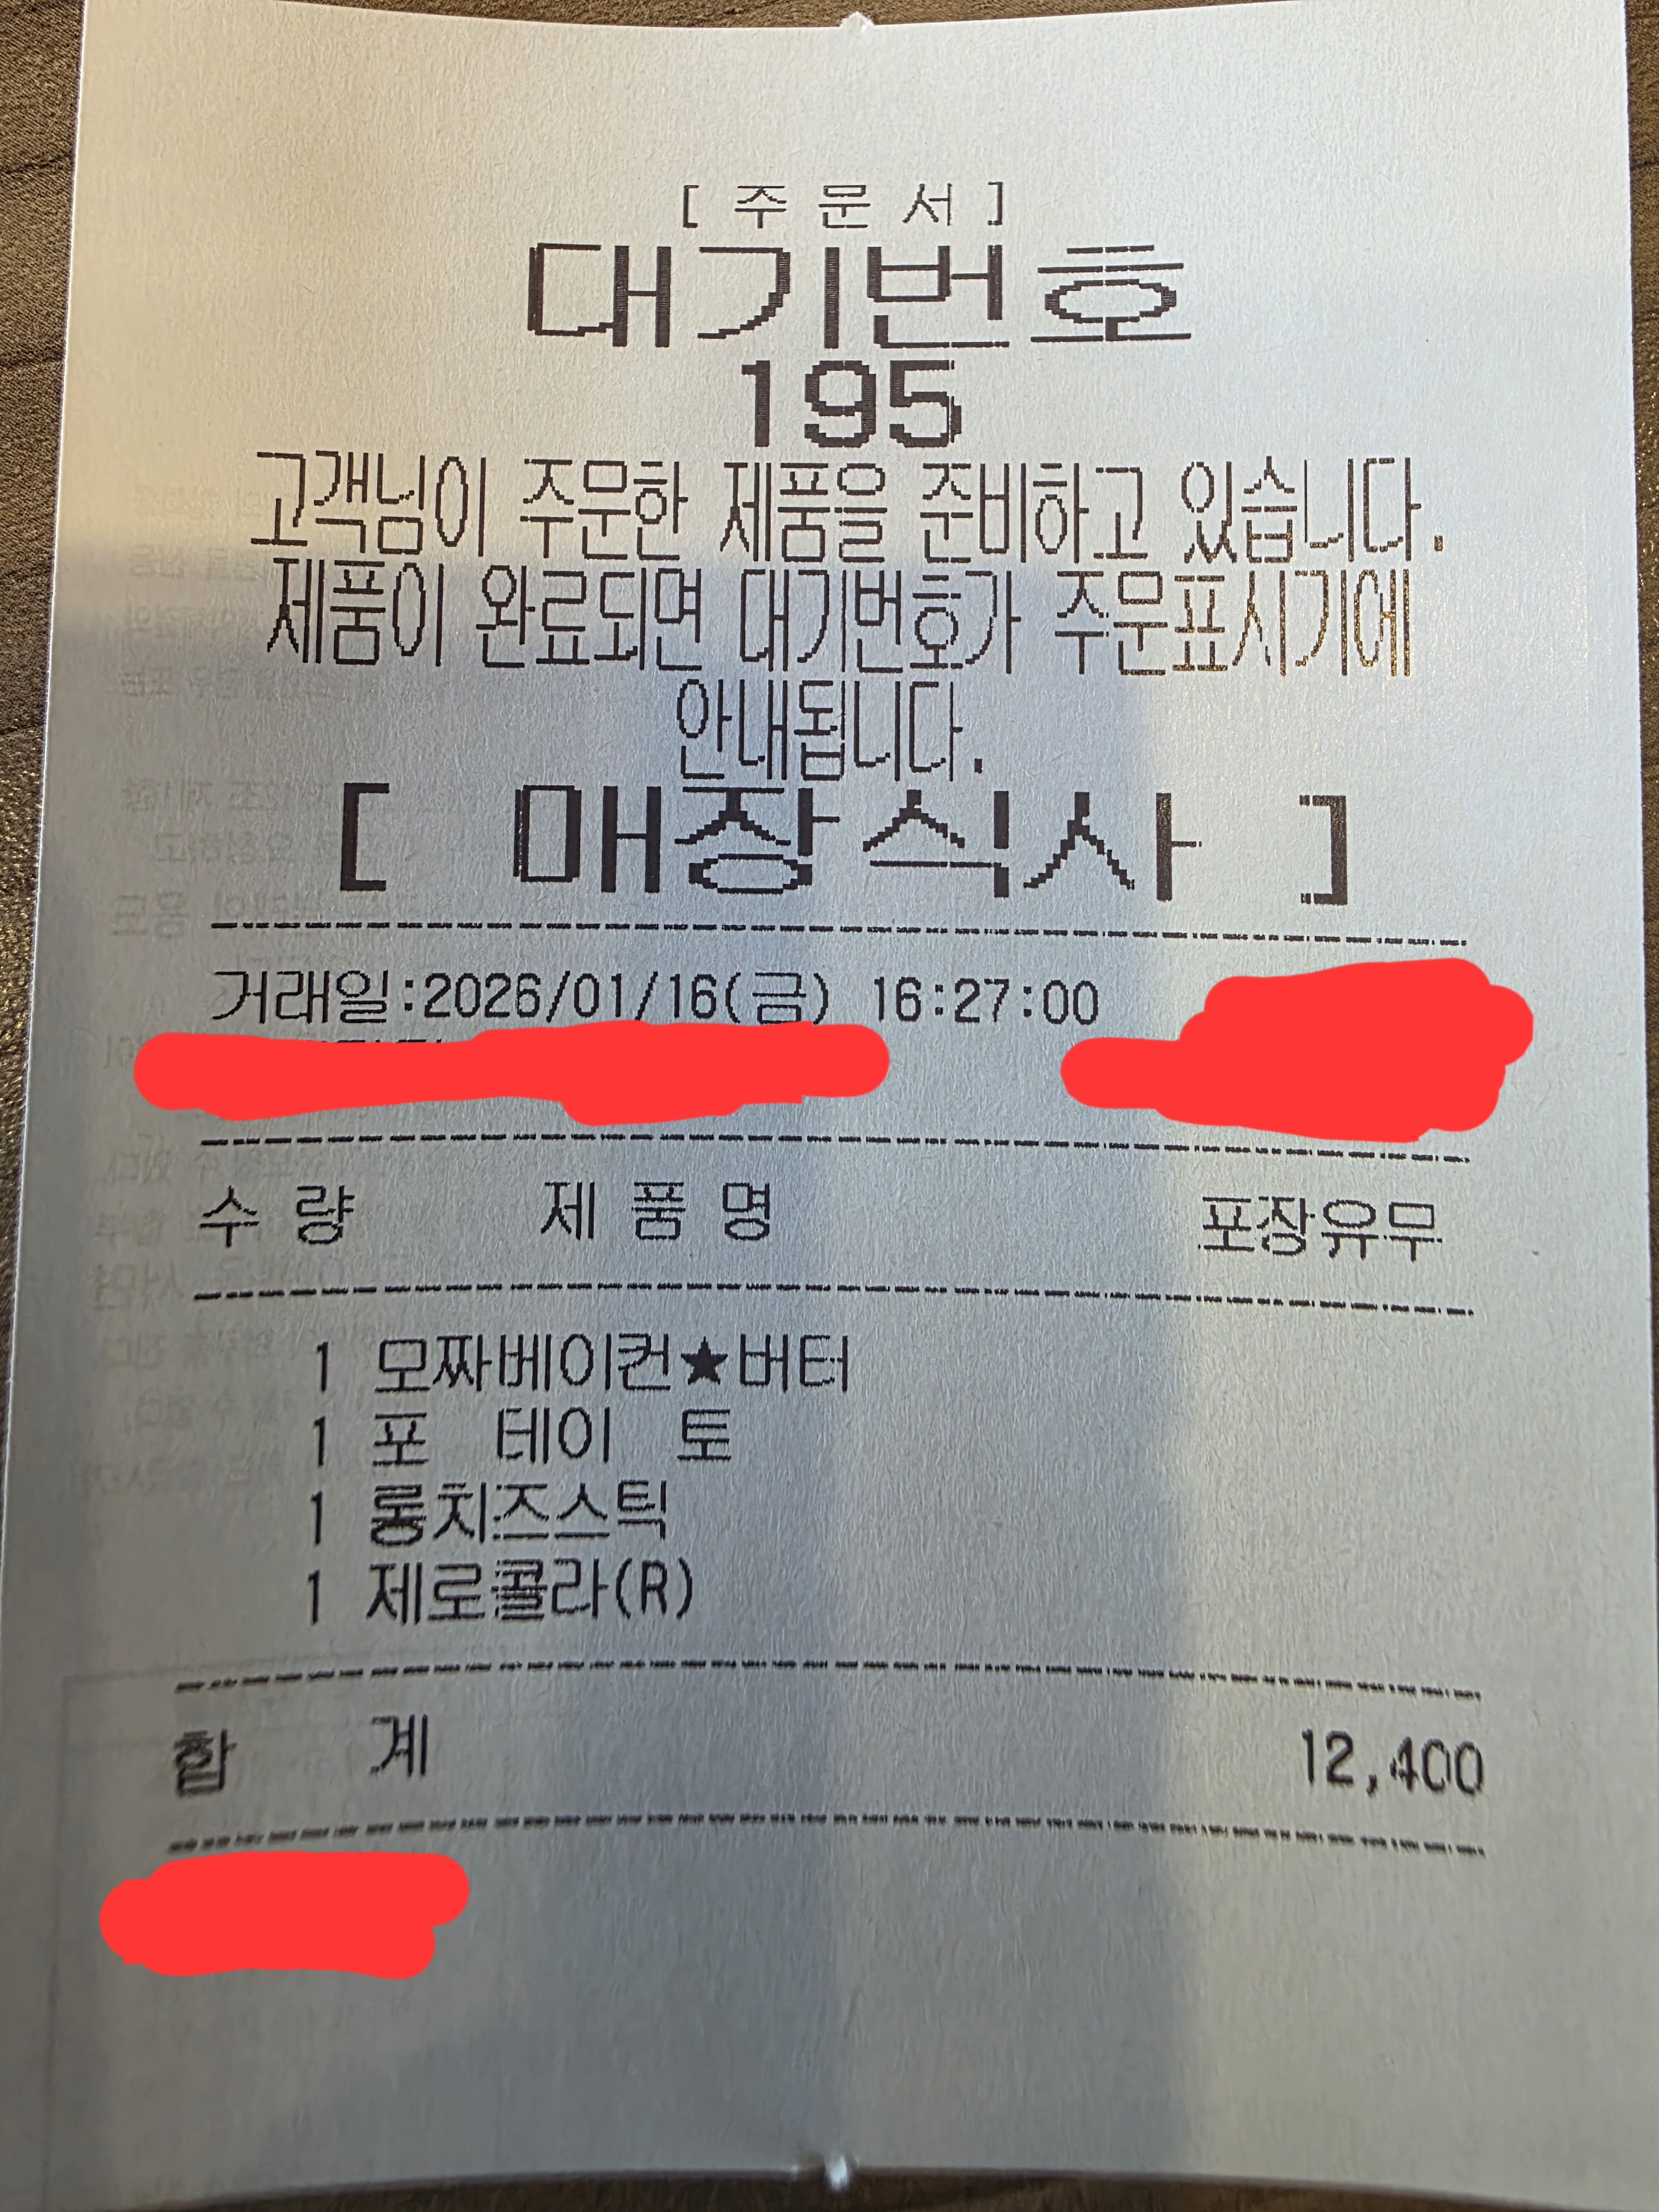 [ 주 문 서 ]
대기번호
195
고객님이 주문한 제품을 준비하고 있습니다.
제품이 완료되면 대기번호가 주문표시기에
안내됩니다.
[ 매장식사 ]
거래일:2026/01/16(금) 16:27:00
수 량 제 품 명 포장유무
1 모짜베이컨★버터
1 포 테이 토
1 롱치즈스틱
1 제로콜라(R)
합 계 12,400